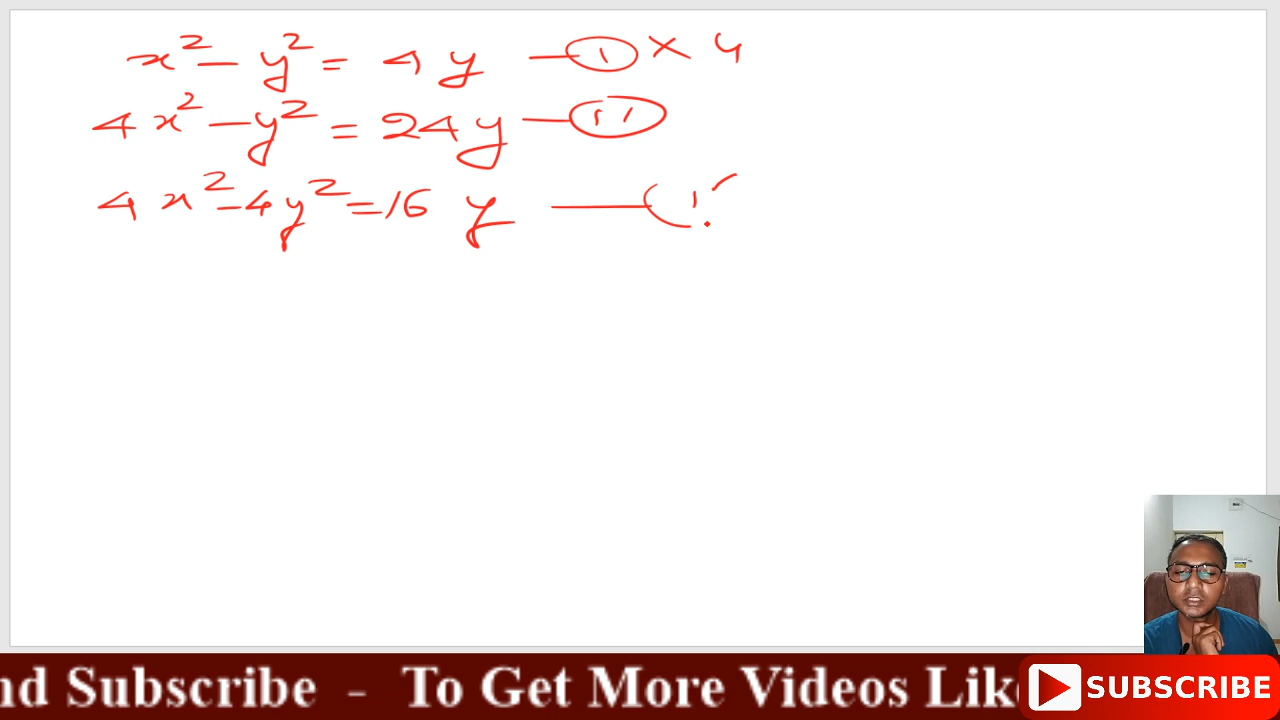 x² - y² = 4y — (i) × 4
4x² - y² = 24y — (ii)
4x² - 4y² = 16y — (i
nd Subscribe - To Get More Videos Lik
SUBSCRIBE